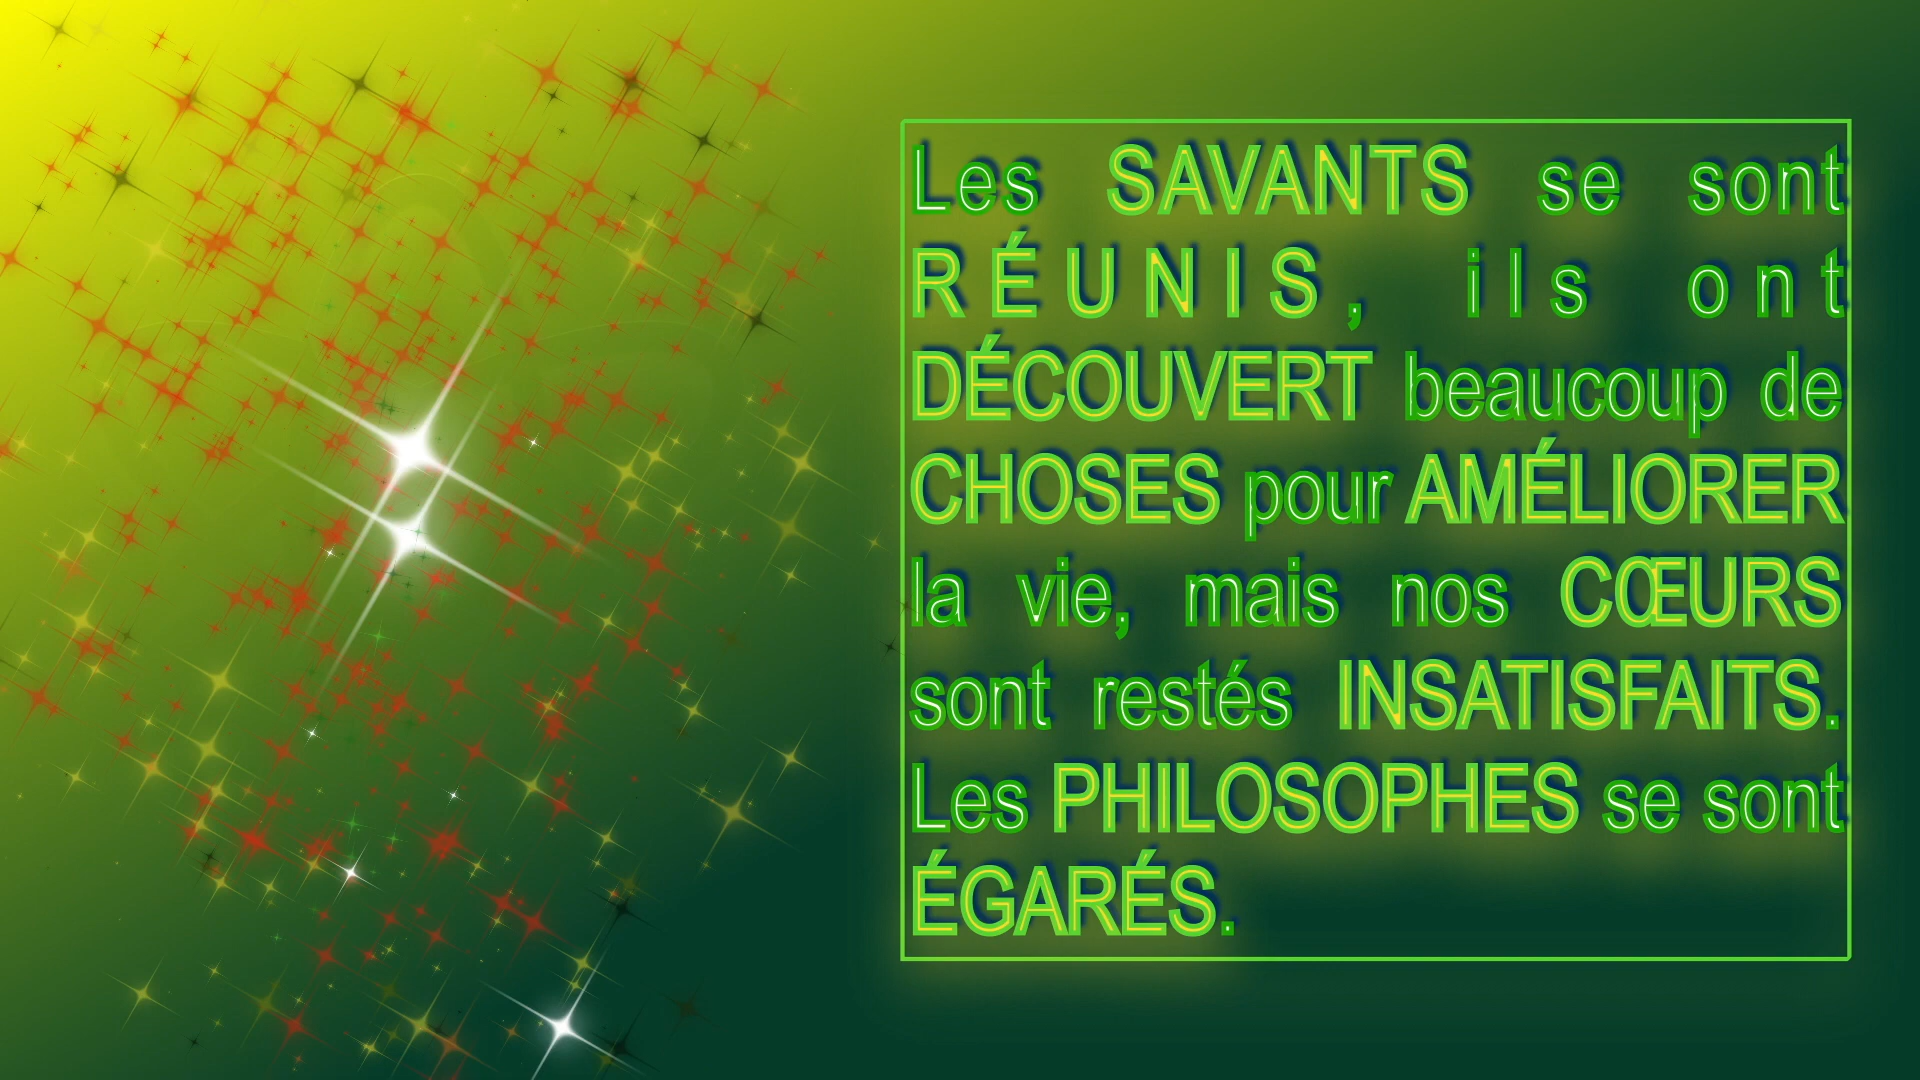 Les SAVANTS se sont
RÉUNIS, ils ont
DÉCOUVERT beaucoup de
CHOSES pour AMÉLIORER
la vie, mais nos CŒURS
sont restés INSATISFAITS.
Les PHILOSOPHES se sont
ÉGARÉS.